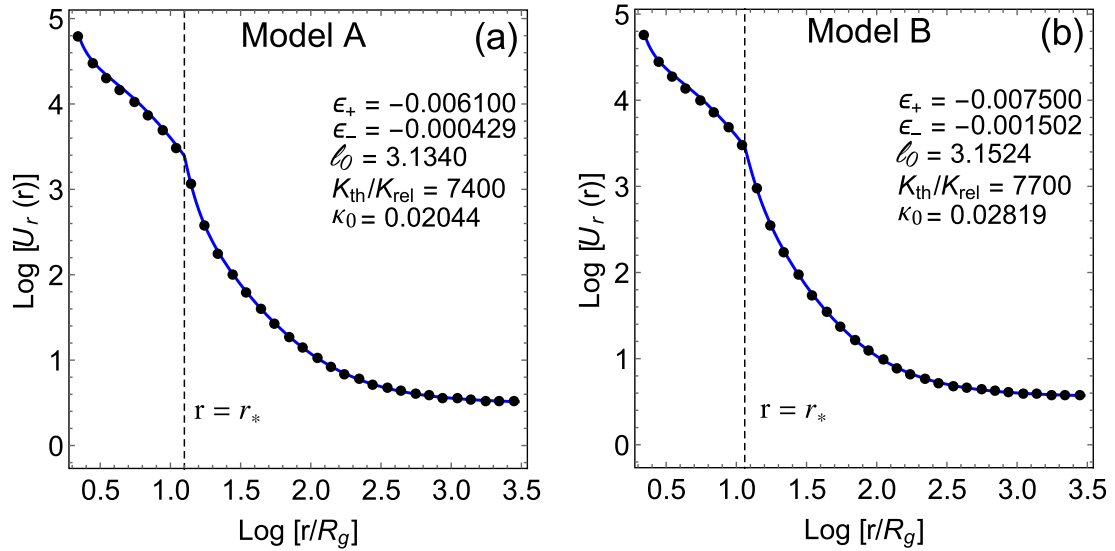 Model A (a)
ϵ₊ = −0.006100
ϵ₋ = −0.000429
ℓ₀ = 3.1340
K_th/K_rel = 7400
κ₀ = 0.02044
r = r_*
Log [U_r (r)]
5
4
3
2
1
0
0.5 1.0 1.5 2.0 2.5 3.0 3.5
Log [r/R_g]
Model B (b)
ϵ₊ = −0.007500
ϵ₋ = −0.001502
ℓ₀ = 3.1524
K_th/K_rel = 7700
κ₀ = 0.02819
r = r_*
Log [U_r (r)]
5
4
3
2
1
0
0.5 1.0 1.5 2.0 2.5 3.0 3.5
Log [r/R_g]